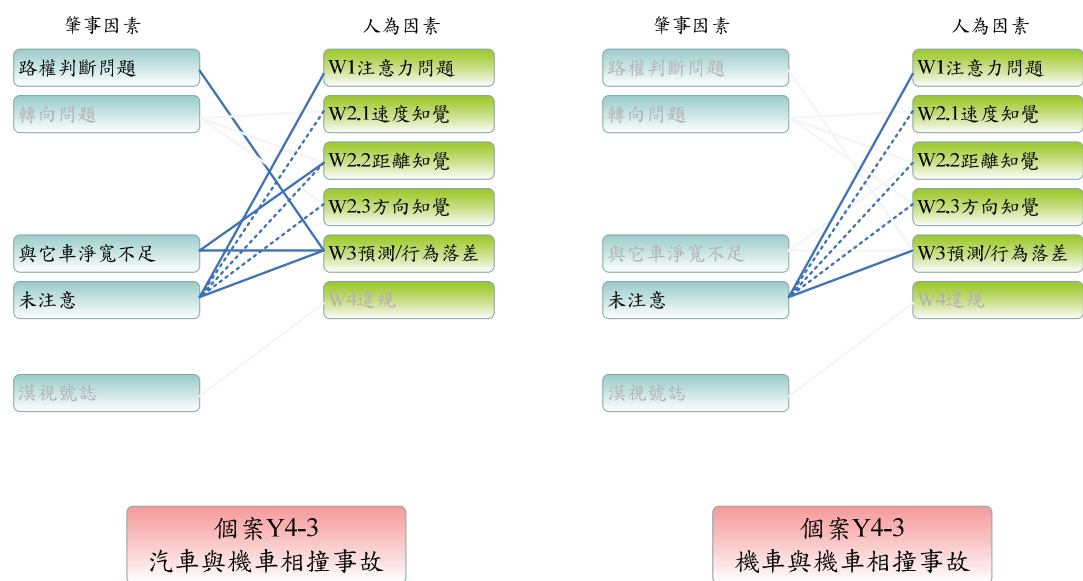 肇事因素
人為因素
路權判斷問題
W1注意力問題
轉向問題
W2.1速度知覺
W2.2距離知覺
W2.3方向知覺
與它車淨寬不足
W3預測/行為落差
未注意
W4違規
漠視號誌
個案Y4-3
汽車與機車相撞事故
肇事因素
人為因素
路權判斷問題
W1注意力問題
轉向問題
W2.1速度知覺
W2.2距離知覺
W2.3方向知覺
與它車淨寬不足
W3預測/行為落差
未注意
W4違規
漠視號誌
個案Y4-3
機車與機車相撞事故